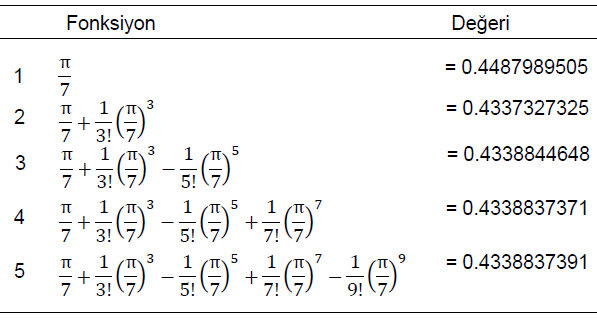 Fonksiyon Değeri
1 π/7 = 0.4487989505
2 π/7 + 1/3! (π/7)³ = 0.4337327325
3 π/7 + 1/3! (π/7)³ − 1/5! (π/7)⁵ = 0.4338844648
4 π/7 + 1/3! (π/7)³ − 1/5! (π/7)⁵ + 1/7! (π/7)⁷ = 0.4338837371
5 π/7 + 1/3! (π/7)³ − 1/5! (π/7)⁵ + 1/7! (π/7)⁷ − 1/9! (π/7)⁹ = 0.4338837391